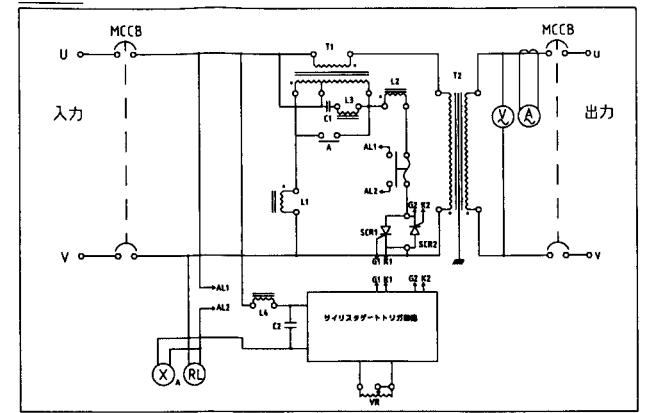 MCCB
T1
MCCB
U
u
L2
T2
入力
C1
L3
V
A
出力
A
AL1
AL2
L1
G2 K2
SCR1
SCR2
V
G1 K1
V
G1 K1
G2 K2
AL1
AL2
L4
C2
サイリスタゲートトリガ回路
X
A
RL
VR